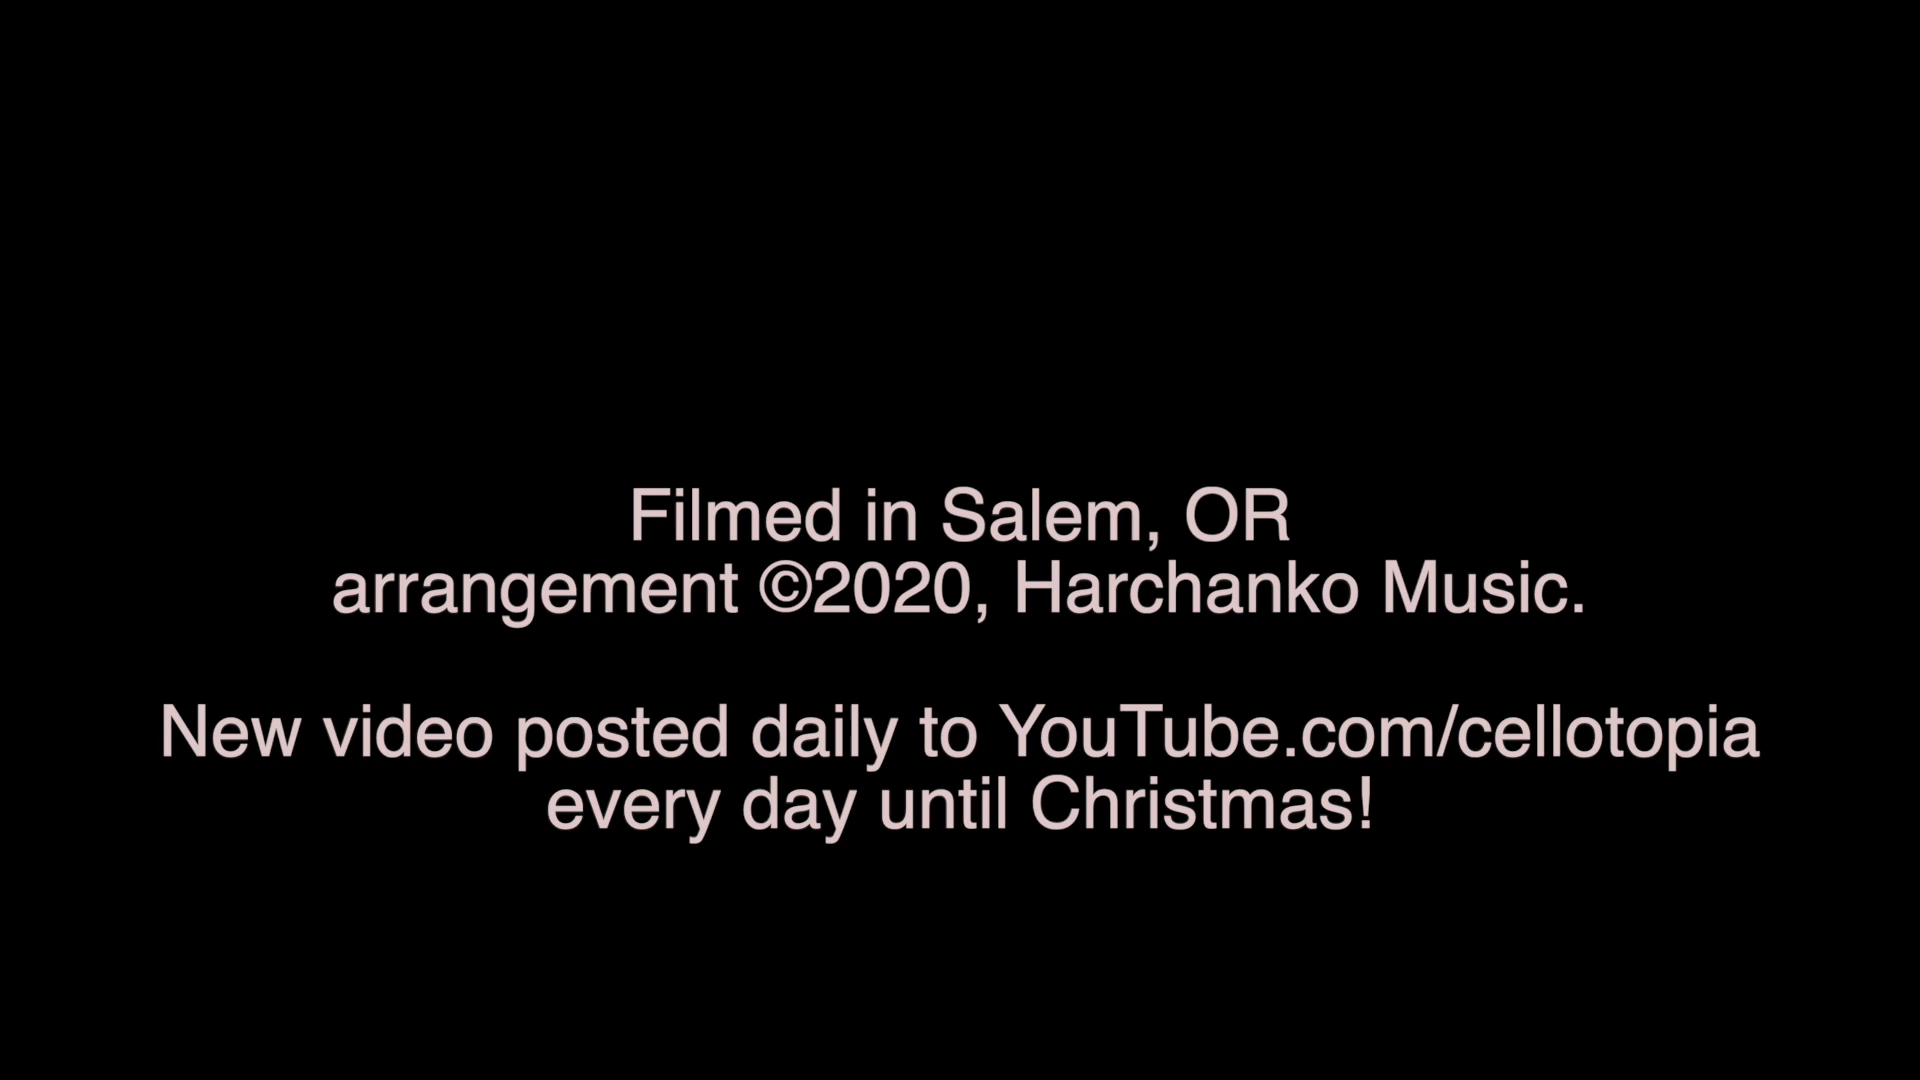 Filmed in Salem, OR
arrangement ©2020, Harchanko Music.
New video posted daily to YouTube.com/cellotopia
every day until Christmas!